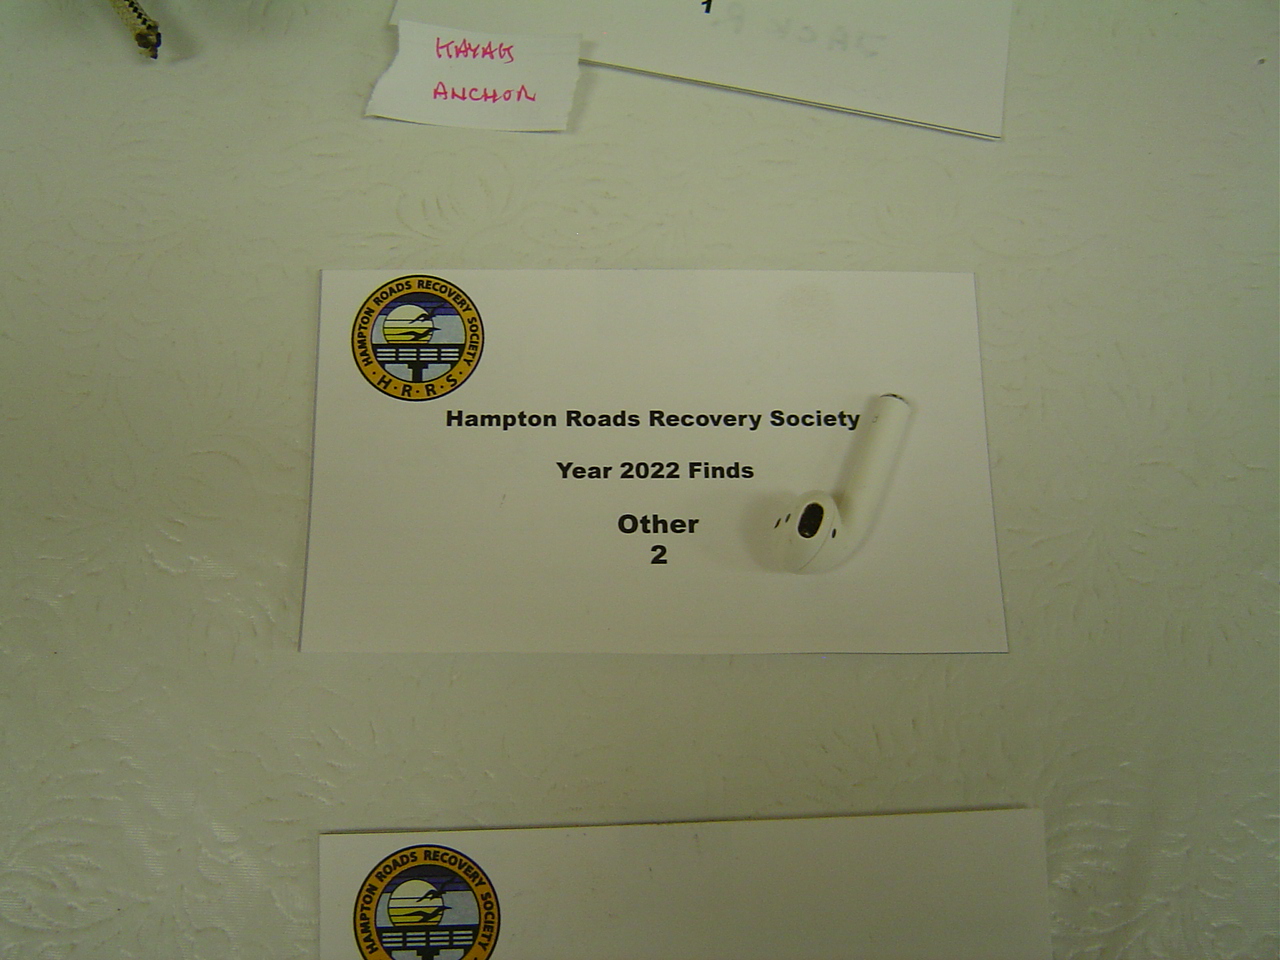 1
JACK P.
KAYAK
ANCHOR
HAMPTON ROADS RECOVERY SOCIETY
· H · R · R · S ·
Hampton Roads Recovery Society
Year 2022 Finds
Other
2
HAMPTON ROADS RECOVERY SOCIETY